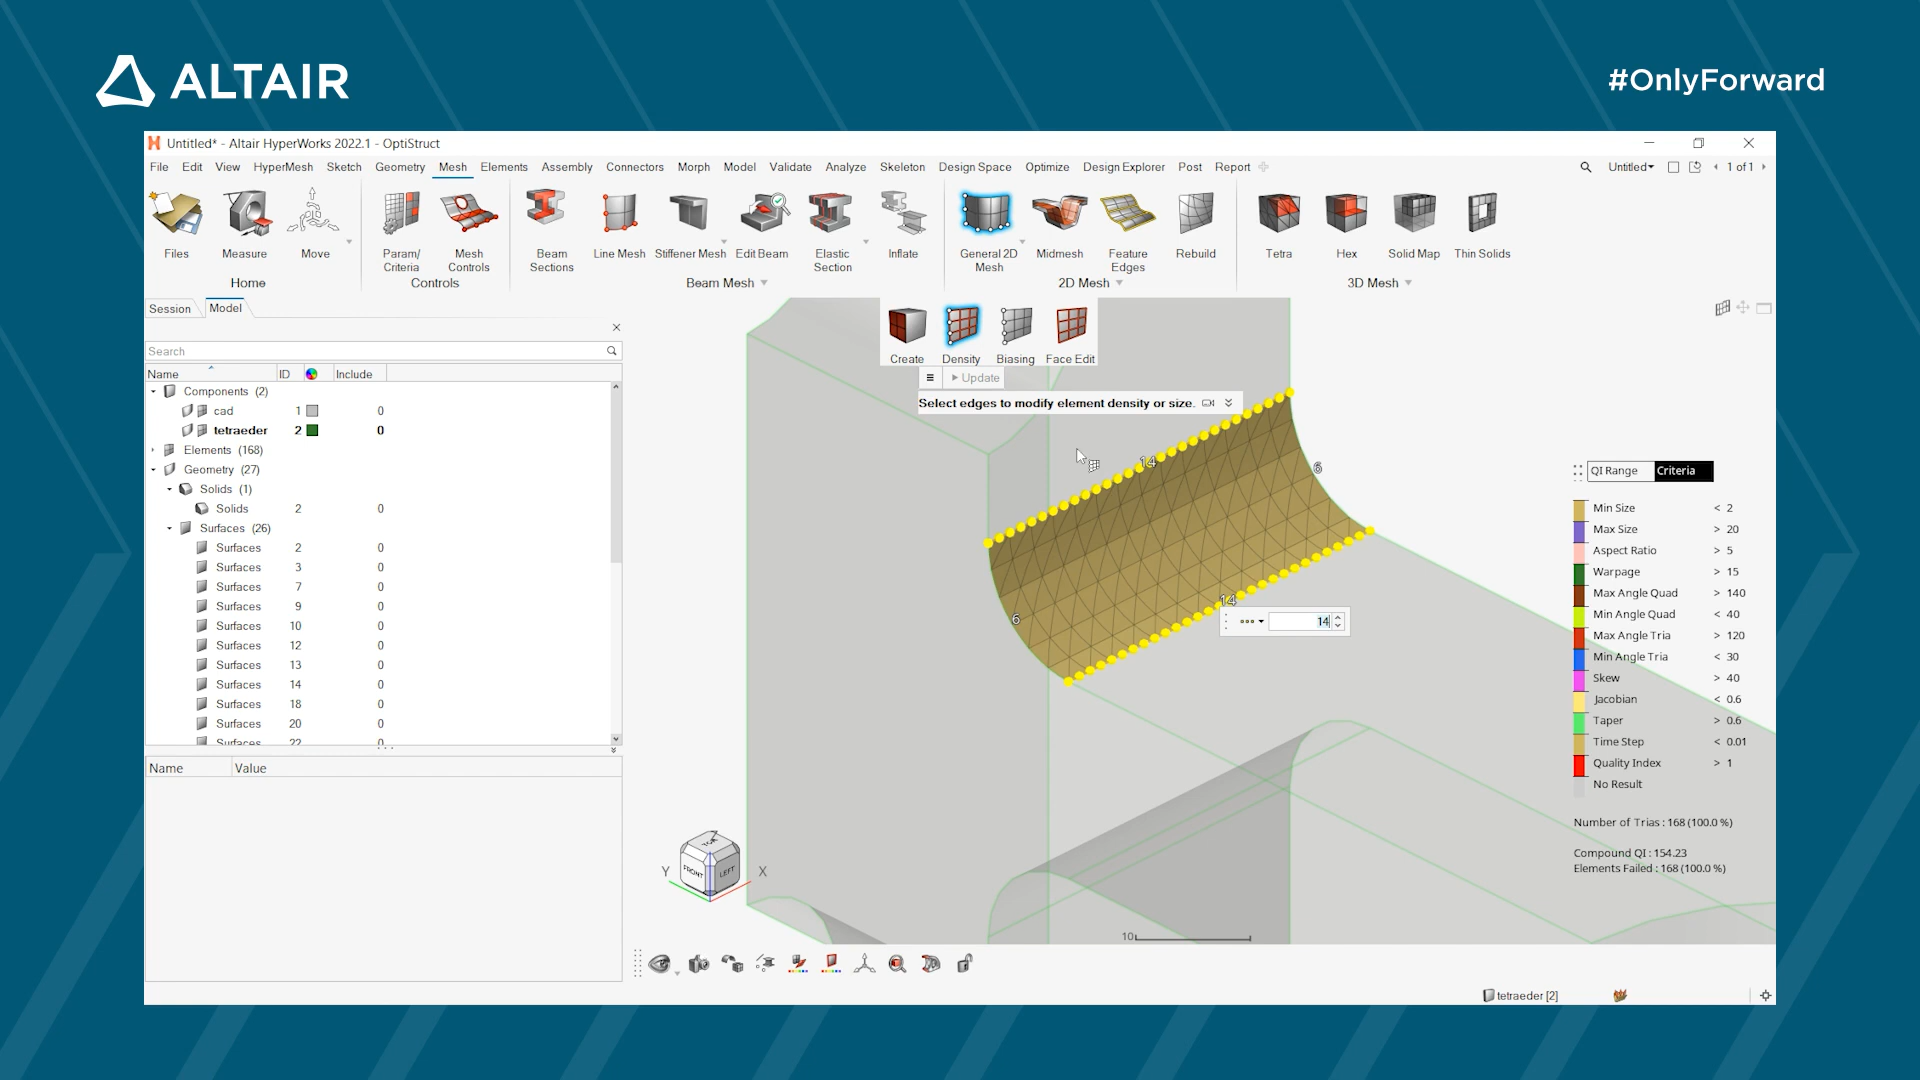 ALTAIR
#OnlyForward
Untitled* - Altair HyperWorks 2022.1 - OptiStruct
File Edit View HyperMesh Sketch Geometry Mesh Elements Assembly Connectors Morph Model Validate Analyze Skeleton Design Space Optimize Design Explorer Post Report Untitled 1 of 1
Files Measure Move Param/ Criteria Mesh Controls Beam Sections Line Mesh Stiffener Mesh Edit Beam Elastic Section Inflate General 2D Mesh Midmesh Feature Edges Rebuild Tetra Hex Solid Map Thin Solids
Home Controls Beam Mesh 2D Mesh 3D Mesh
Session Model
Search
Name ID Include
Components (2)
cad 1 0
tetraeder 2 0
Elements (168)
Geometry (27)
Solids (1)
Solids 2 0
Surfaces (26)
Surfaces 2 0
Surfaces 3 0
Surfaces 7 0
Surfaces 9 0
Surfaces 10 0
Surfaces 12 0
Surfaces 13 0
Surfaces 14 0
Surfaces 18 0
Surfaces 20 0
Surfaces 22 0
Name Value
Create Density Biasing Face Edit
Update
Select edges to modify element density or size.
14
6
6
14
14
QI Range Criteria
Min Size < 2
Max Size > 20
Aspect Ratio > 5
Warpage > 15
Max Angle Quad > 140
Min Angle Quad < 40
Max Angle Tria > 120
Min Angle Tria < 30
Skew > 40
Jacobian < 0.6
Taper > 0.6
Time Step < 0.01
Quality Index > 1
No Result
Number of Trias : 168 (100.0 %)
Compound QI : 154.23
Elements Failed : 168 (100.0 %)
Z
TOP
FRONT LEFT
Y X
10
tetraeder [2]